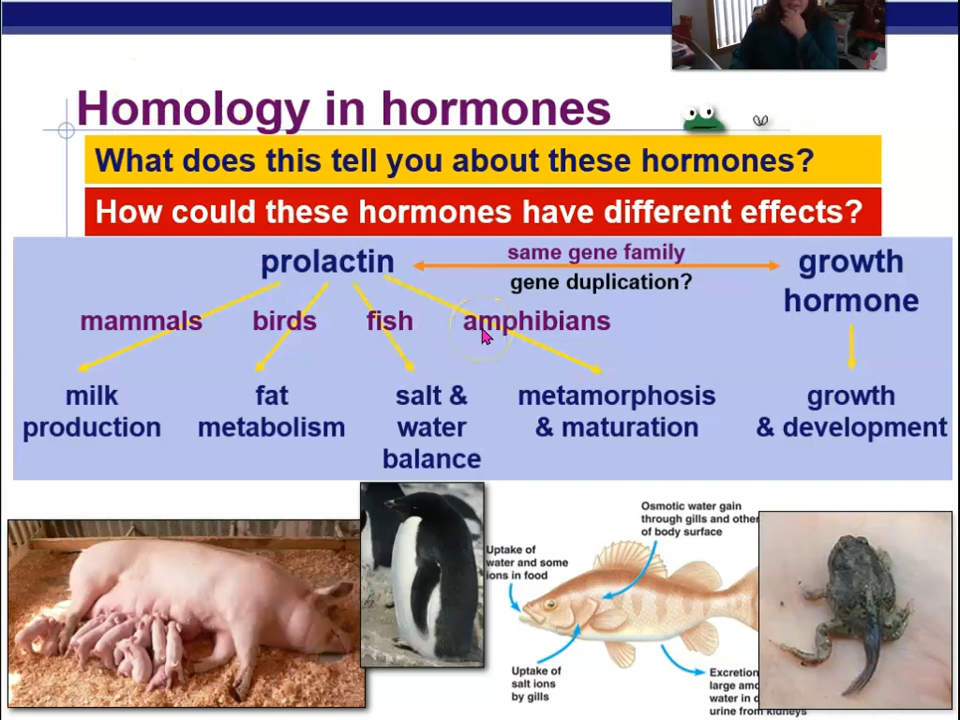 Homology in hormones
What does this tell you about these hormones?
How could these hormones have different effects?
prolactin
same gene family
gene duplication?
growth
hormone
mammals
birds
fish
amphibians
milk
production
fat
metabolism
salt &
water
balance
metamorphosis
& maturation
growth
& development
Osmotic water gain
through gills and other
of body surface
Uptake of
water and some
ions in food
Uptake of
salt ions
by gills
Excretion
large
water in
urine from kidneys